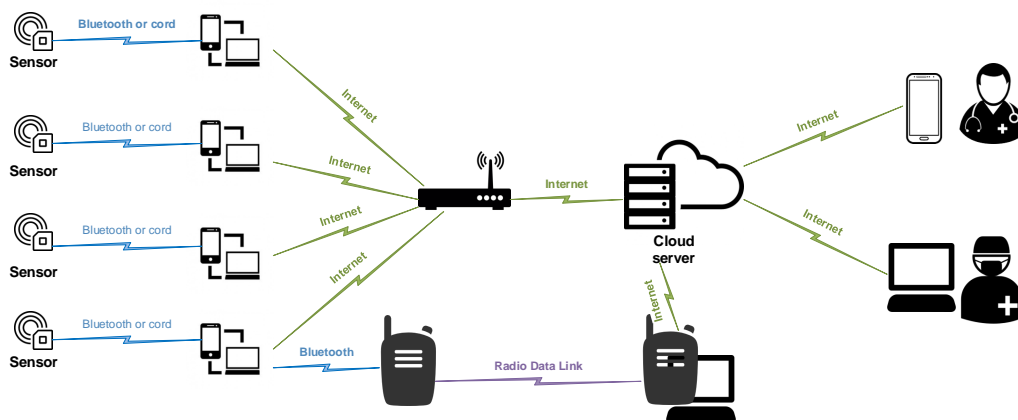 Bluetooth or cord
Sensor
Internet
Bluetooth or cord
Sensor
Internet
Internet
Internet
Internet
Bluetooth or cord
Sensor
Internet
Internet
Cloud
server
Internet
Bluetooth or cord
Sensor
Bluetooth
Radio Data Link
Internet